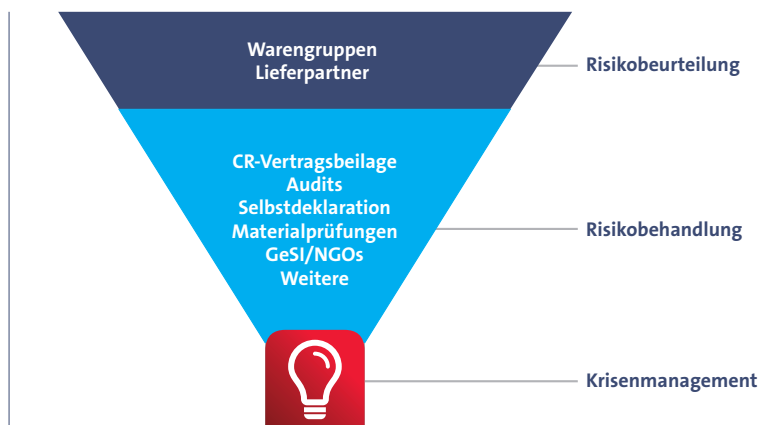 Warengruppen
Lieferpartner
Risikobeurteilung
CR-Vertragsbeilage
Audits
Selbstdeklaration
Materialprüfungen
GeSI/NGOs
Weitere
Risikobehandlung
Krisenmanagement